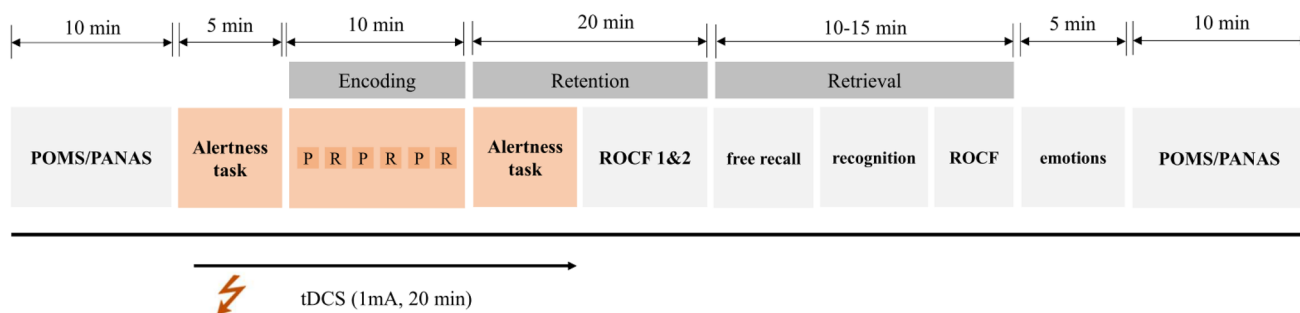 10 min 5 min 10 min 20 min 10-15 min 5 min 10 min
Encoding Retention Retrieval
POMS/PANAS Alertness task P R P R P R Alertness task ROCF 1&2 free recall recognition ROCF emotions POMS/PANAS
tDCS (1mA, 20 min)